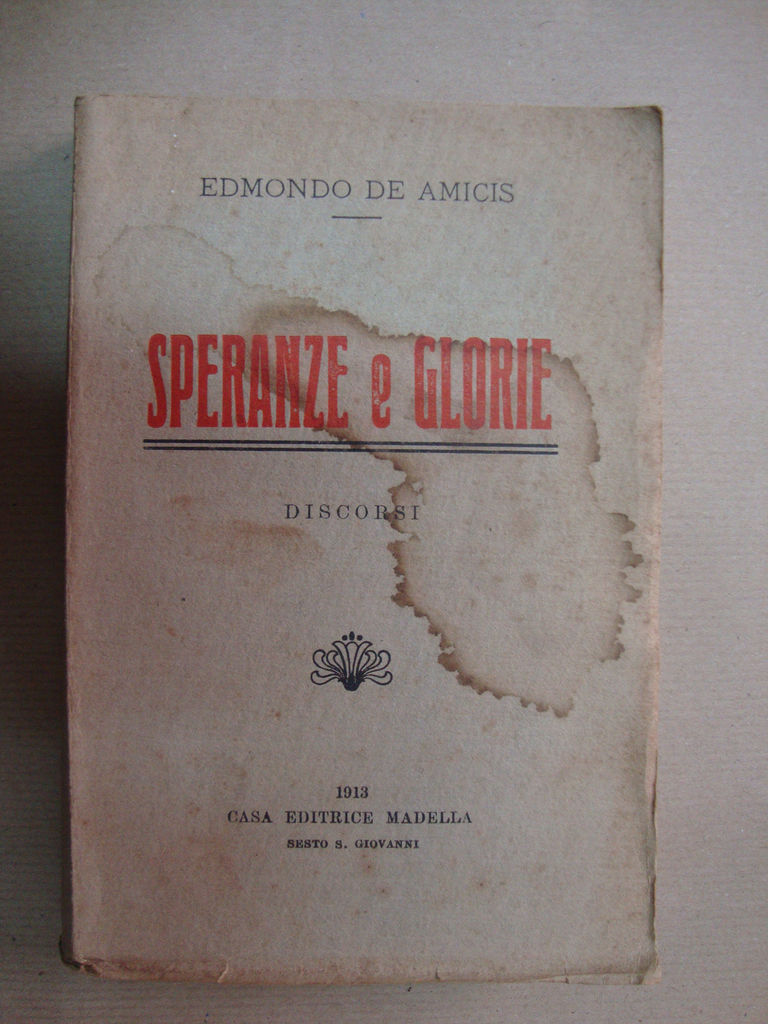 EDMONDO DE AMICIS
SPERANZE e GLORIE
DISCORSI
1913
CASA EDITRICE MADELLA
SESTO S. GIOVANNI